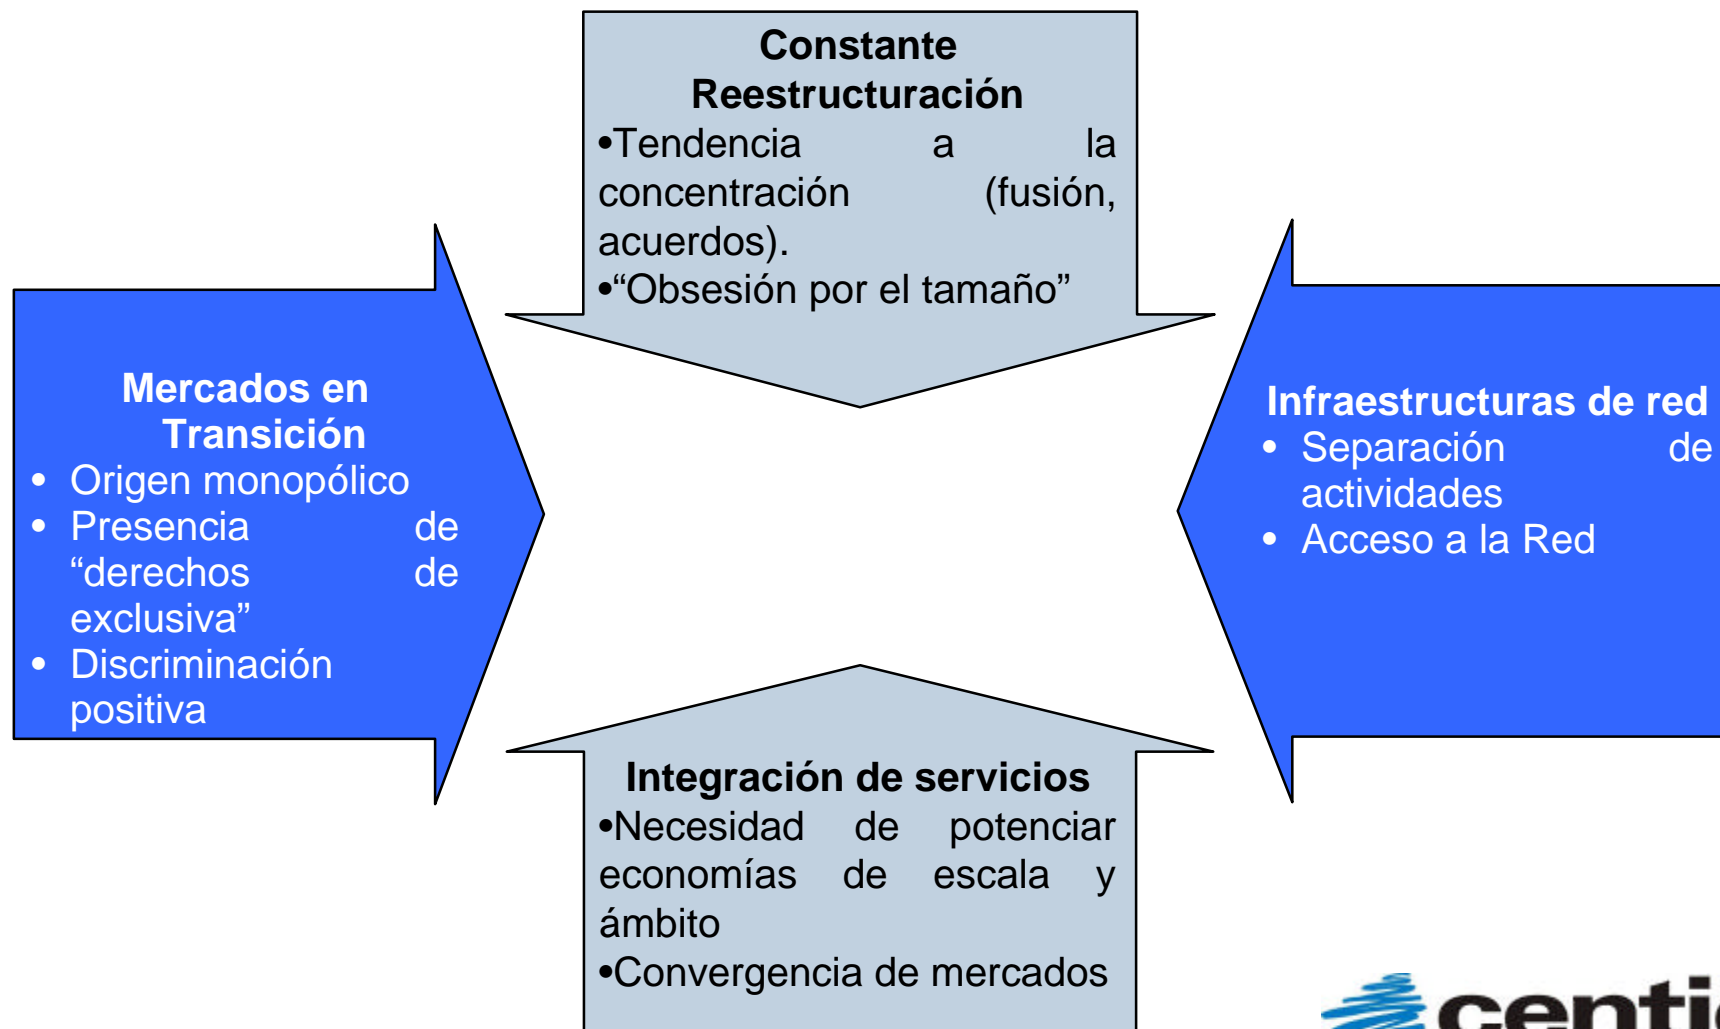 Constante
Reestructuración
•Tendencia a la
concentración (fusión,
acuerdos).
•“Obsesión por el tamaño”
Mercados en
Transición
• Origen monopólico
• Presencia de
“derechos de
exclusiva”
• Discriminación
positiva
Infraestructuras de red
• Separación de
actividades
• Acceso a la Red
Integración de servicios
•Necesidad de potenciar
economías de escala y
ámbito
•Convergencia de mercados